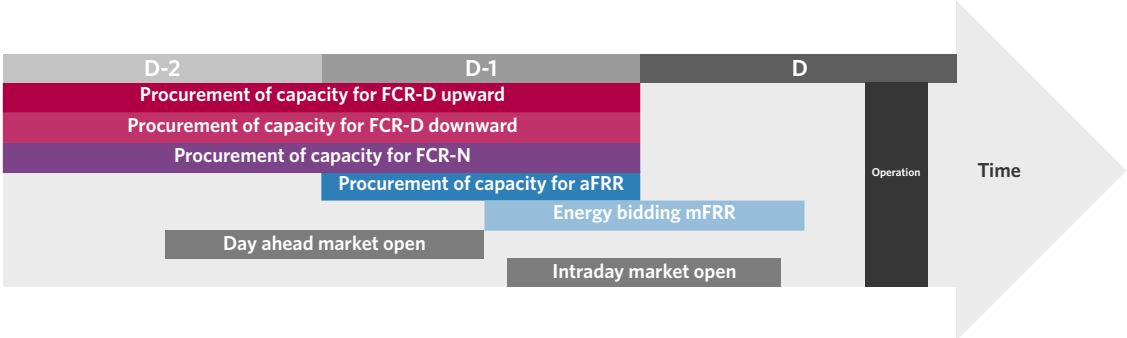 D-2
D-1
D
Procurement of capacity for FCR-D upward
Procurement of capacity for FCR-D downward
Procurement of capacity for FCR-N
Procurement of capacity for aFRR
Operation
Time
Energy bidding mFRR
Day ahead market open
Intraday market open